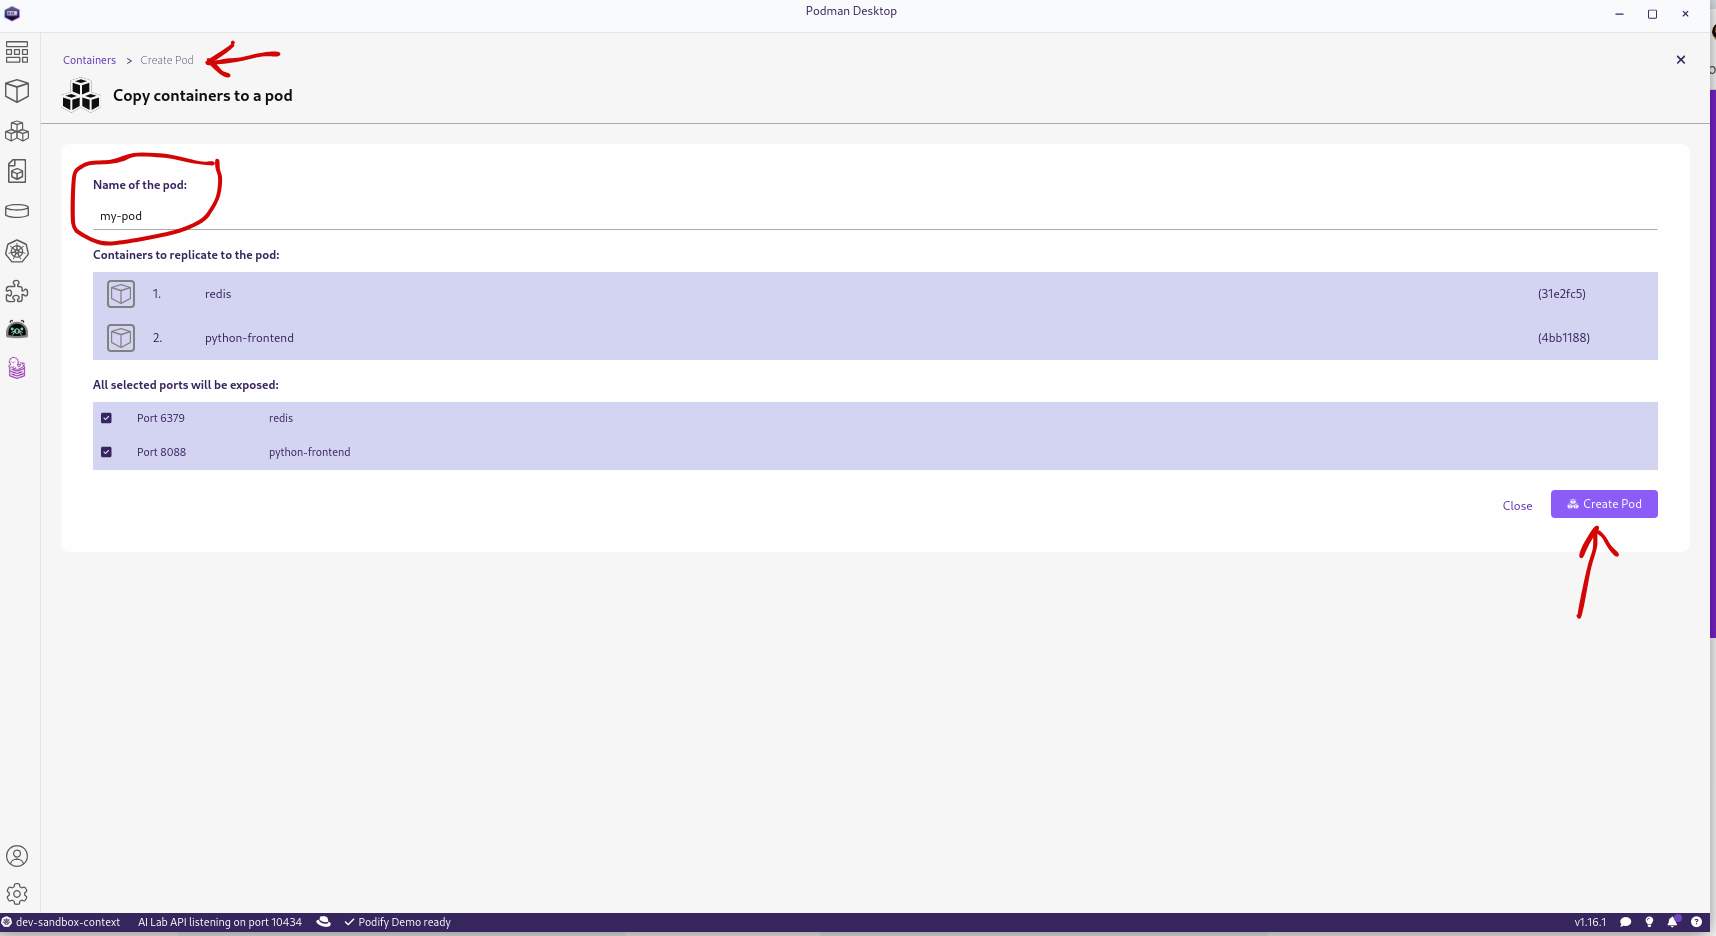 Podman Desktop
Containers > Create Pod
Copy containers to a pod
Name of the pod:
my-pod
Containers to replicate to the pod:
1. redis (31e2fc5)
2. python-frontend (4bb1188)
All selected ports will be exposed:
Port 6379 redis
Port 8088 python-frontend
Close Create Pod
dev-sandbox-context AI Lab API listening on port 10434 Podify Demo ready v1.16.1